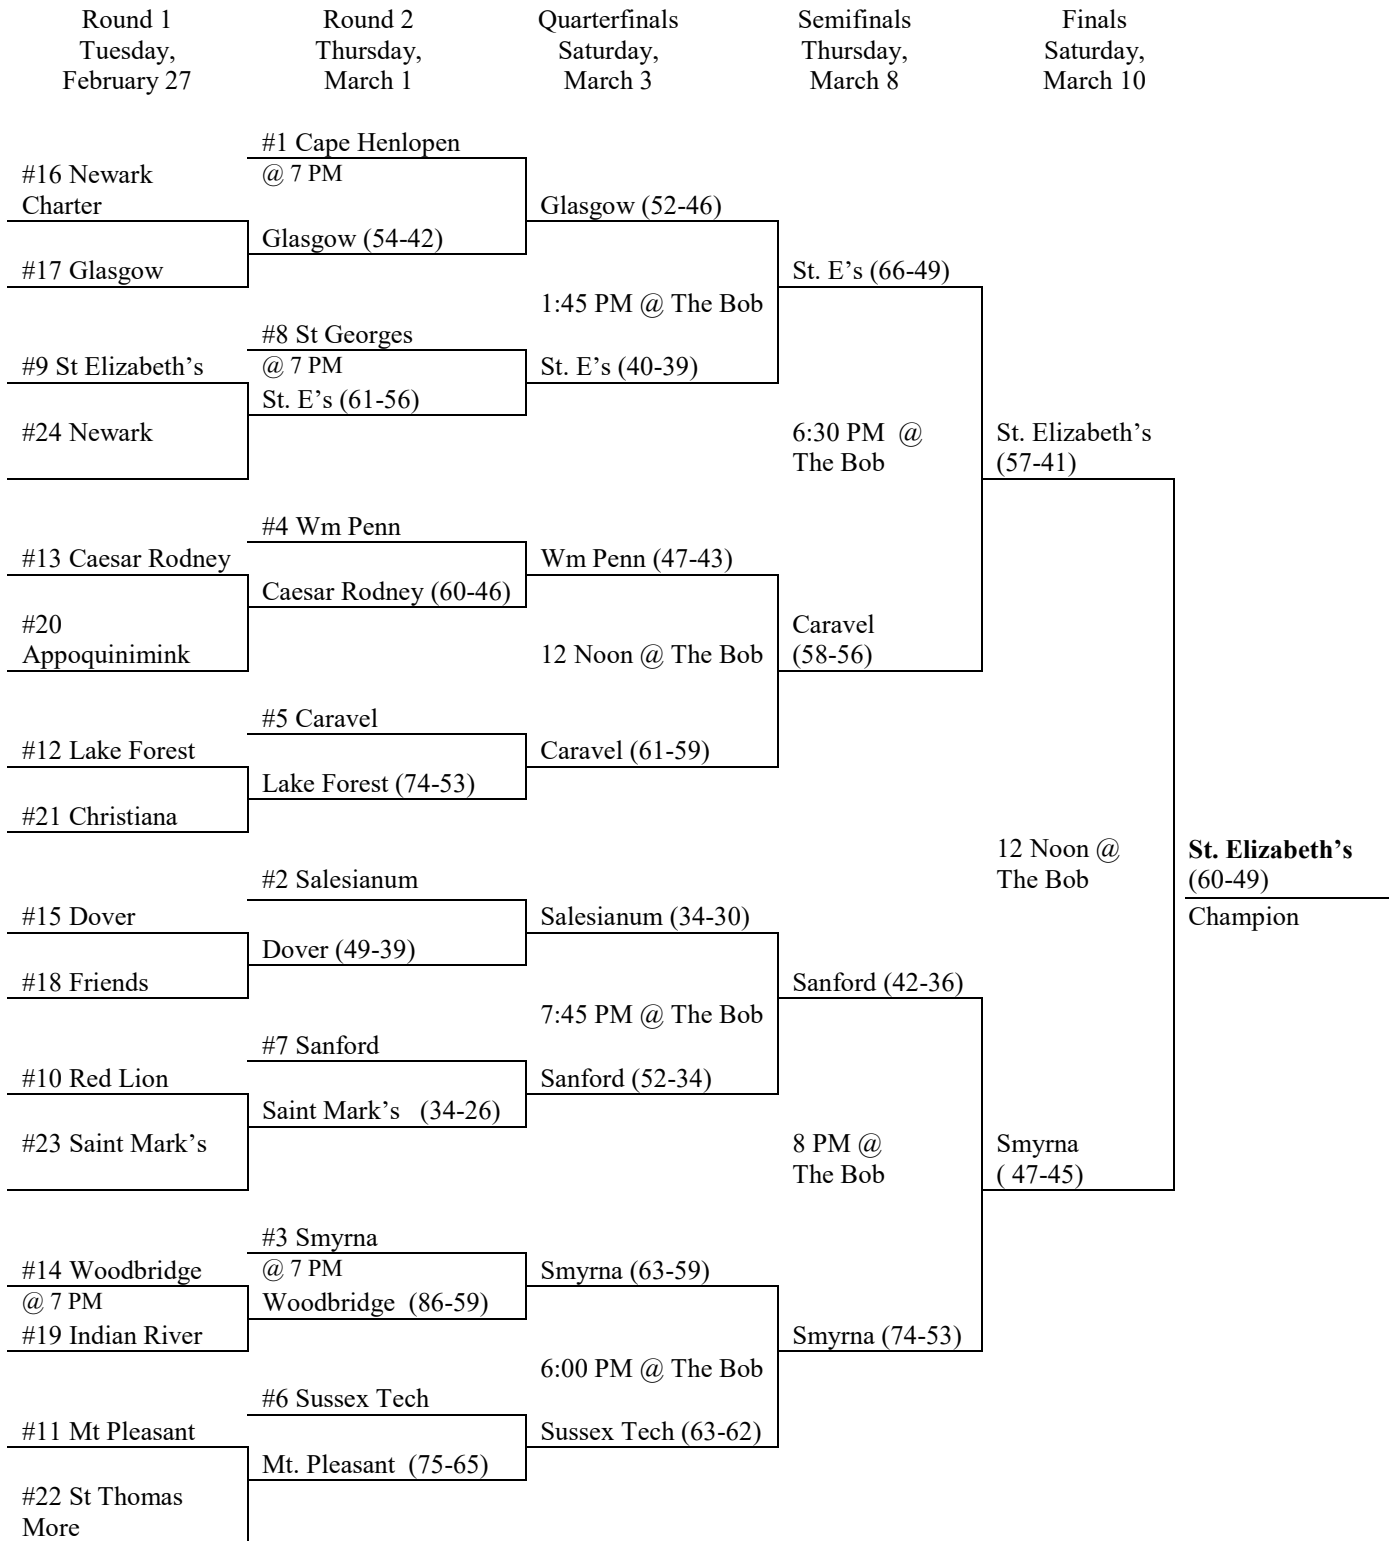 Round 1
Tuesday,
February 27
Round 2
Thursday,
March 1
Quarterfinals
Saturday,
March 3
Semifinals
Thursday,
March 8
Finals
Saturday,
March 10
#16 Newark
Charter
#17 Glasgow
#9 St Elizabeth’s
#24 Newark
#13 Caesar Rodney
#20
Appoquinimink
#12 Lake Forest
#21 Christiana
#15 Dover
#18 Friends
#10 Red Lion
#23 Saint Mark’s
#14 Woodbridge
@ 7 PM
#19 Indian River
#11 Mt Pleasant
#22 St Thomas
More
#1 Cape Henlopen
@ 7 PM
Glasgow (54-42)
#8 St Georges
@ 7 PM
St. E’s (61-56)
#4 Wm Penn
Caesar Rodney (60-46)
#5 Caravel
Lake Forest (74-53)
#2 Salesianum
Dover (49-39)
#7 Sanford
Saint Mark’s (34-26)
#3 Smyrna
@ 7 PM
Woodbridge (86-59)
#6 Sussex Tech
Mt. Pleasant (75-65)
Glasgow (52-46)
1:45 PM @ The Bob
St. E’s (40-39)
Wm Penn (47-43)
12 Noon @ The Bob
Caravel (61-59)
Salesianum (34-30)
7:45 PM @ The Bob
Sanford (52-34)
Smyrna (63-59)
6:00 PM @ The Bob
Sussex Tech (63-62)
St. E’s (66-49)
6:30 PM @
The Bob
Caravel
(58-56)
Sanford (42-36)
8 PM @
The Bob
Smyrna (74-53)
St. Elizabeth’s
(57-41)
12 Noon @
The Bob
Smyrna
( 47-45)
St. Elizabeth’s
(60-49)
Champion